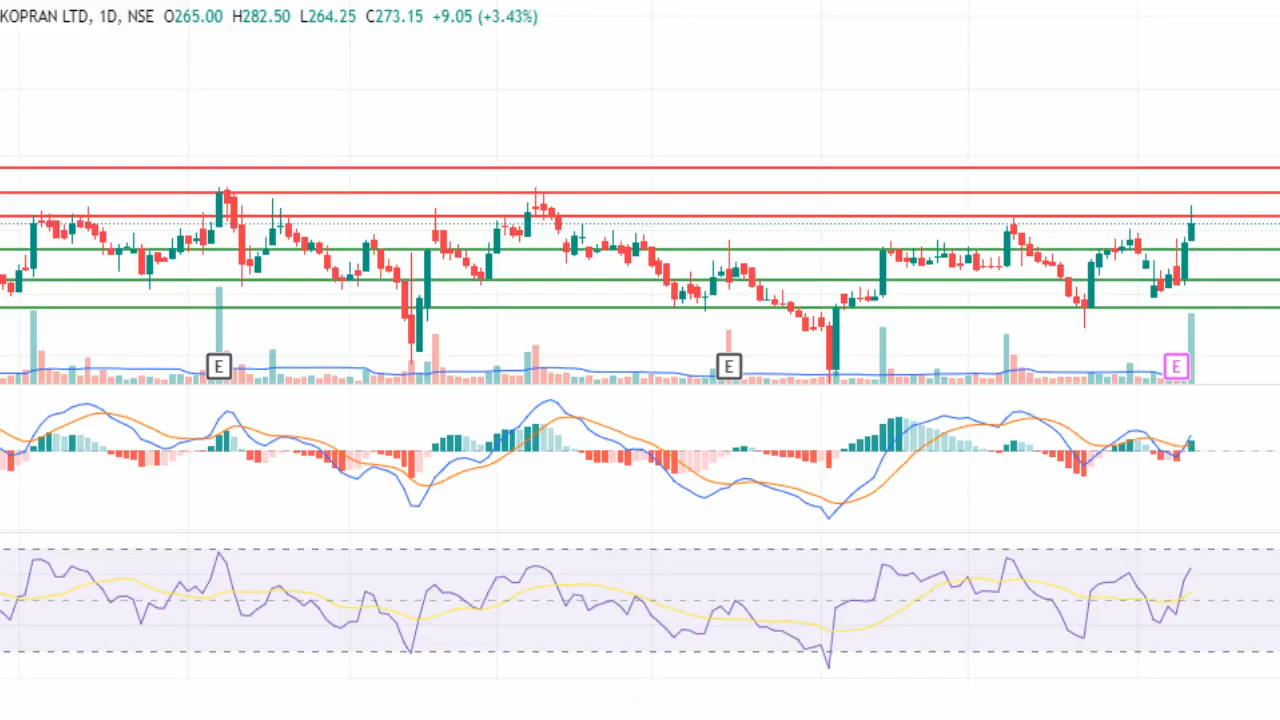 KOPRAN LTD, 1D, NSE O265.00 H282.50 L264.25 C273.15 +9.05 (+3.43%)
E E E